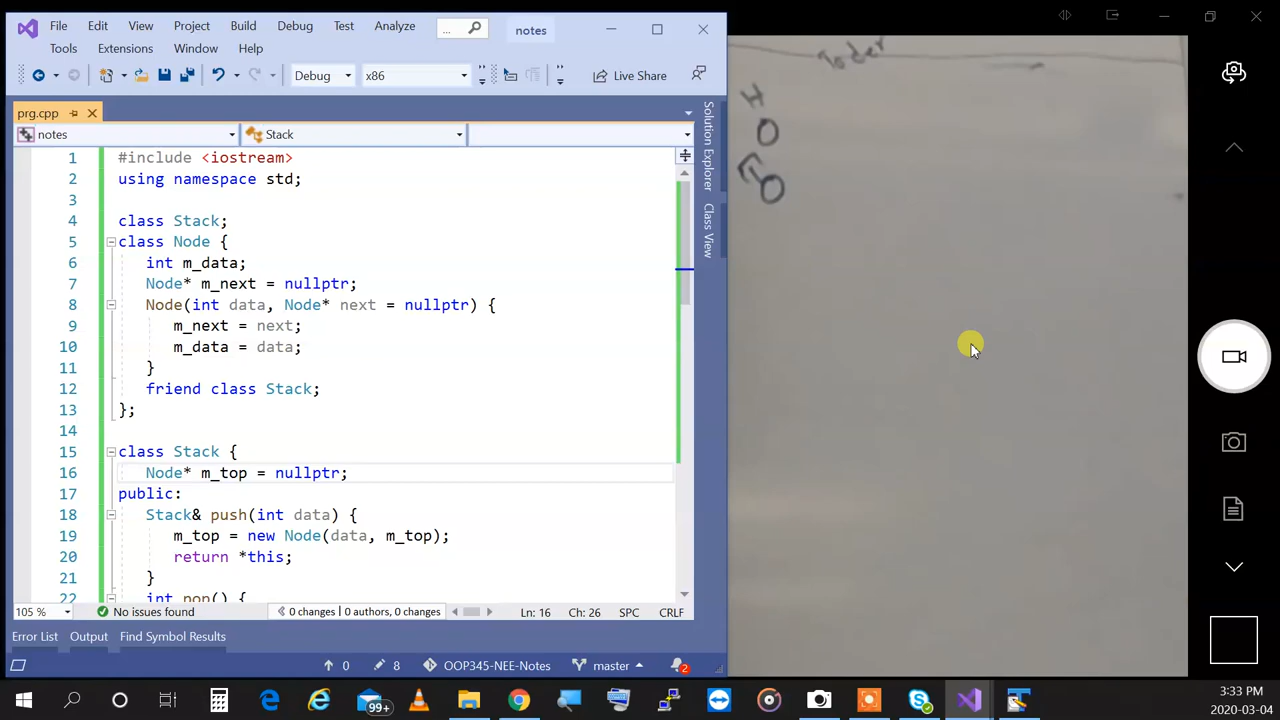 File Edit View Project Build Debug Test Analyze ... notes
Tools Extensions Window Help
Debug x86 Live Share
prg.cpp
notes Stack
1 #include <iostream>
2 using namespace std;
3
4 class Stack;
5 class Node {
6 int m_data;
7 Node* m_next = nullptr;
8 Node(int data, Node* next = nullptr) {
9 m_next = next;
10 m_data = data;
11 }
12 friend class Stack;
13 };
14
15 class Stack {
16 Node* m_top = nullptr;
17 public:
18 Stack& push(int data) {
19 m_top = new Node(data, m_top);
20 return *this;
21 }
22 int pop() {
105 % No issues found 0 changes | 0 authors, 0 changes Ln: 16 Ch: 26 SPC CRLF
Error List Output Find Symbol Results
0 8 OOP345-NEE-Notes master 2
Solution Explorer
Class View
99+
3:33 PM
2020-03-04